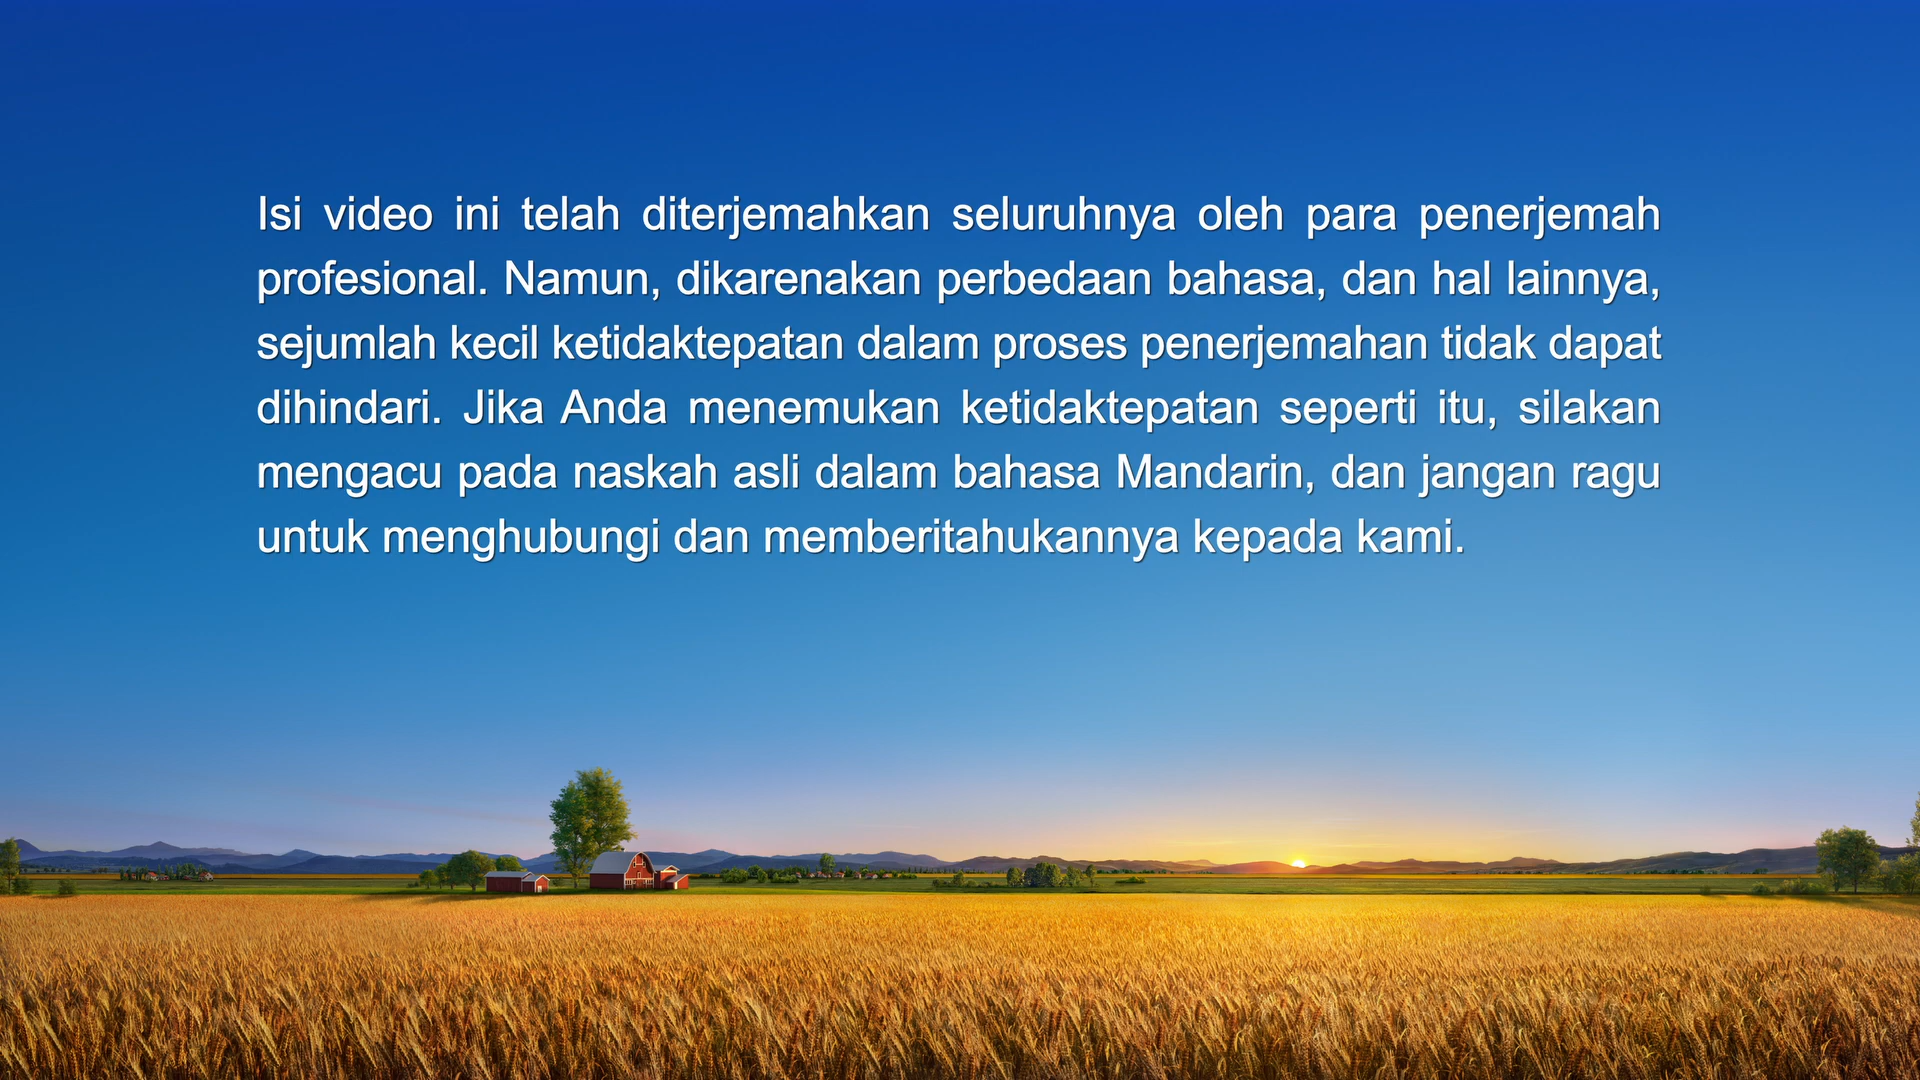 Isi video ini telah diterjemahkan seluruhnya oleh para penerjemah
profesional. Namun, dikarenakan perbedaan bahasa, dan hal lainnya,
sejumlah kecil ketidaktepatan dalam proses penerjemahan tidak dapat
dihindari. Jika Anda menemukan ketidaktepatan seperti itu, silakan
mengacu pada naskah asli dalam bahasa Mandarin, dan jangan ragu
untuk menghubungi dan memberitahukannya kepada kami.